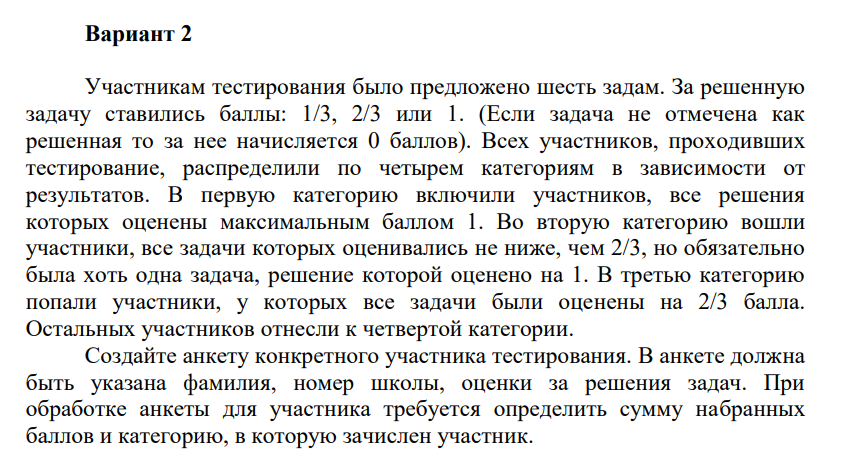 Вариант 2
Участникам тестирования было предложено шесть задам. За решенную
задачу ставились баллы: 1/3, 2/3 или 1. (Если задача не отмечена как
решенная то за нее начисляется 0 баллов). Всех участников, проходивших
тестирование, распределили по четырем категориям в зависимости от
результатов. В первую категорию включили участников, все решения
которых оценены максимальным баллом 1. Во вторую категорию вошли
участники, все задачи которых оценивались не ниже, чем 2/3, но обязательно
была хоть одна задача, решение которой оценено на 1. В третью категорию
попали участники, у которых все задачи были оценены на 2/3 балла.
Остальных участников отнесли к четвертой категории.
Создайте анкету конкретного участника тестирования. В анкете должна
быть указана фамилия, номер школы, оценки за решения задач. При
обработке анкеты для участника требуется определить сумму набранных
баллов и категорию, в которую зачислен участник.